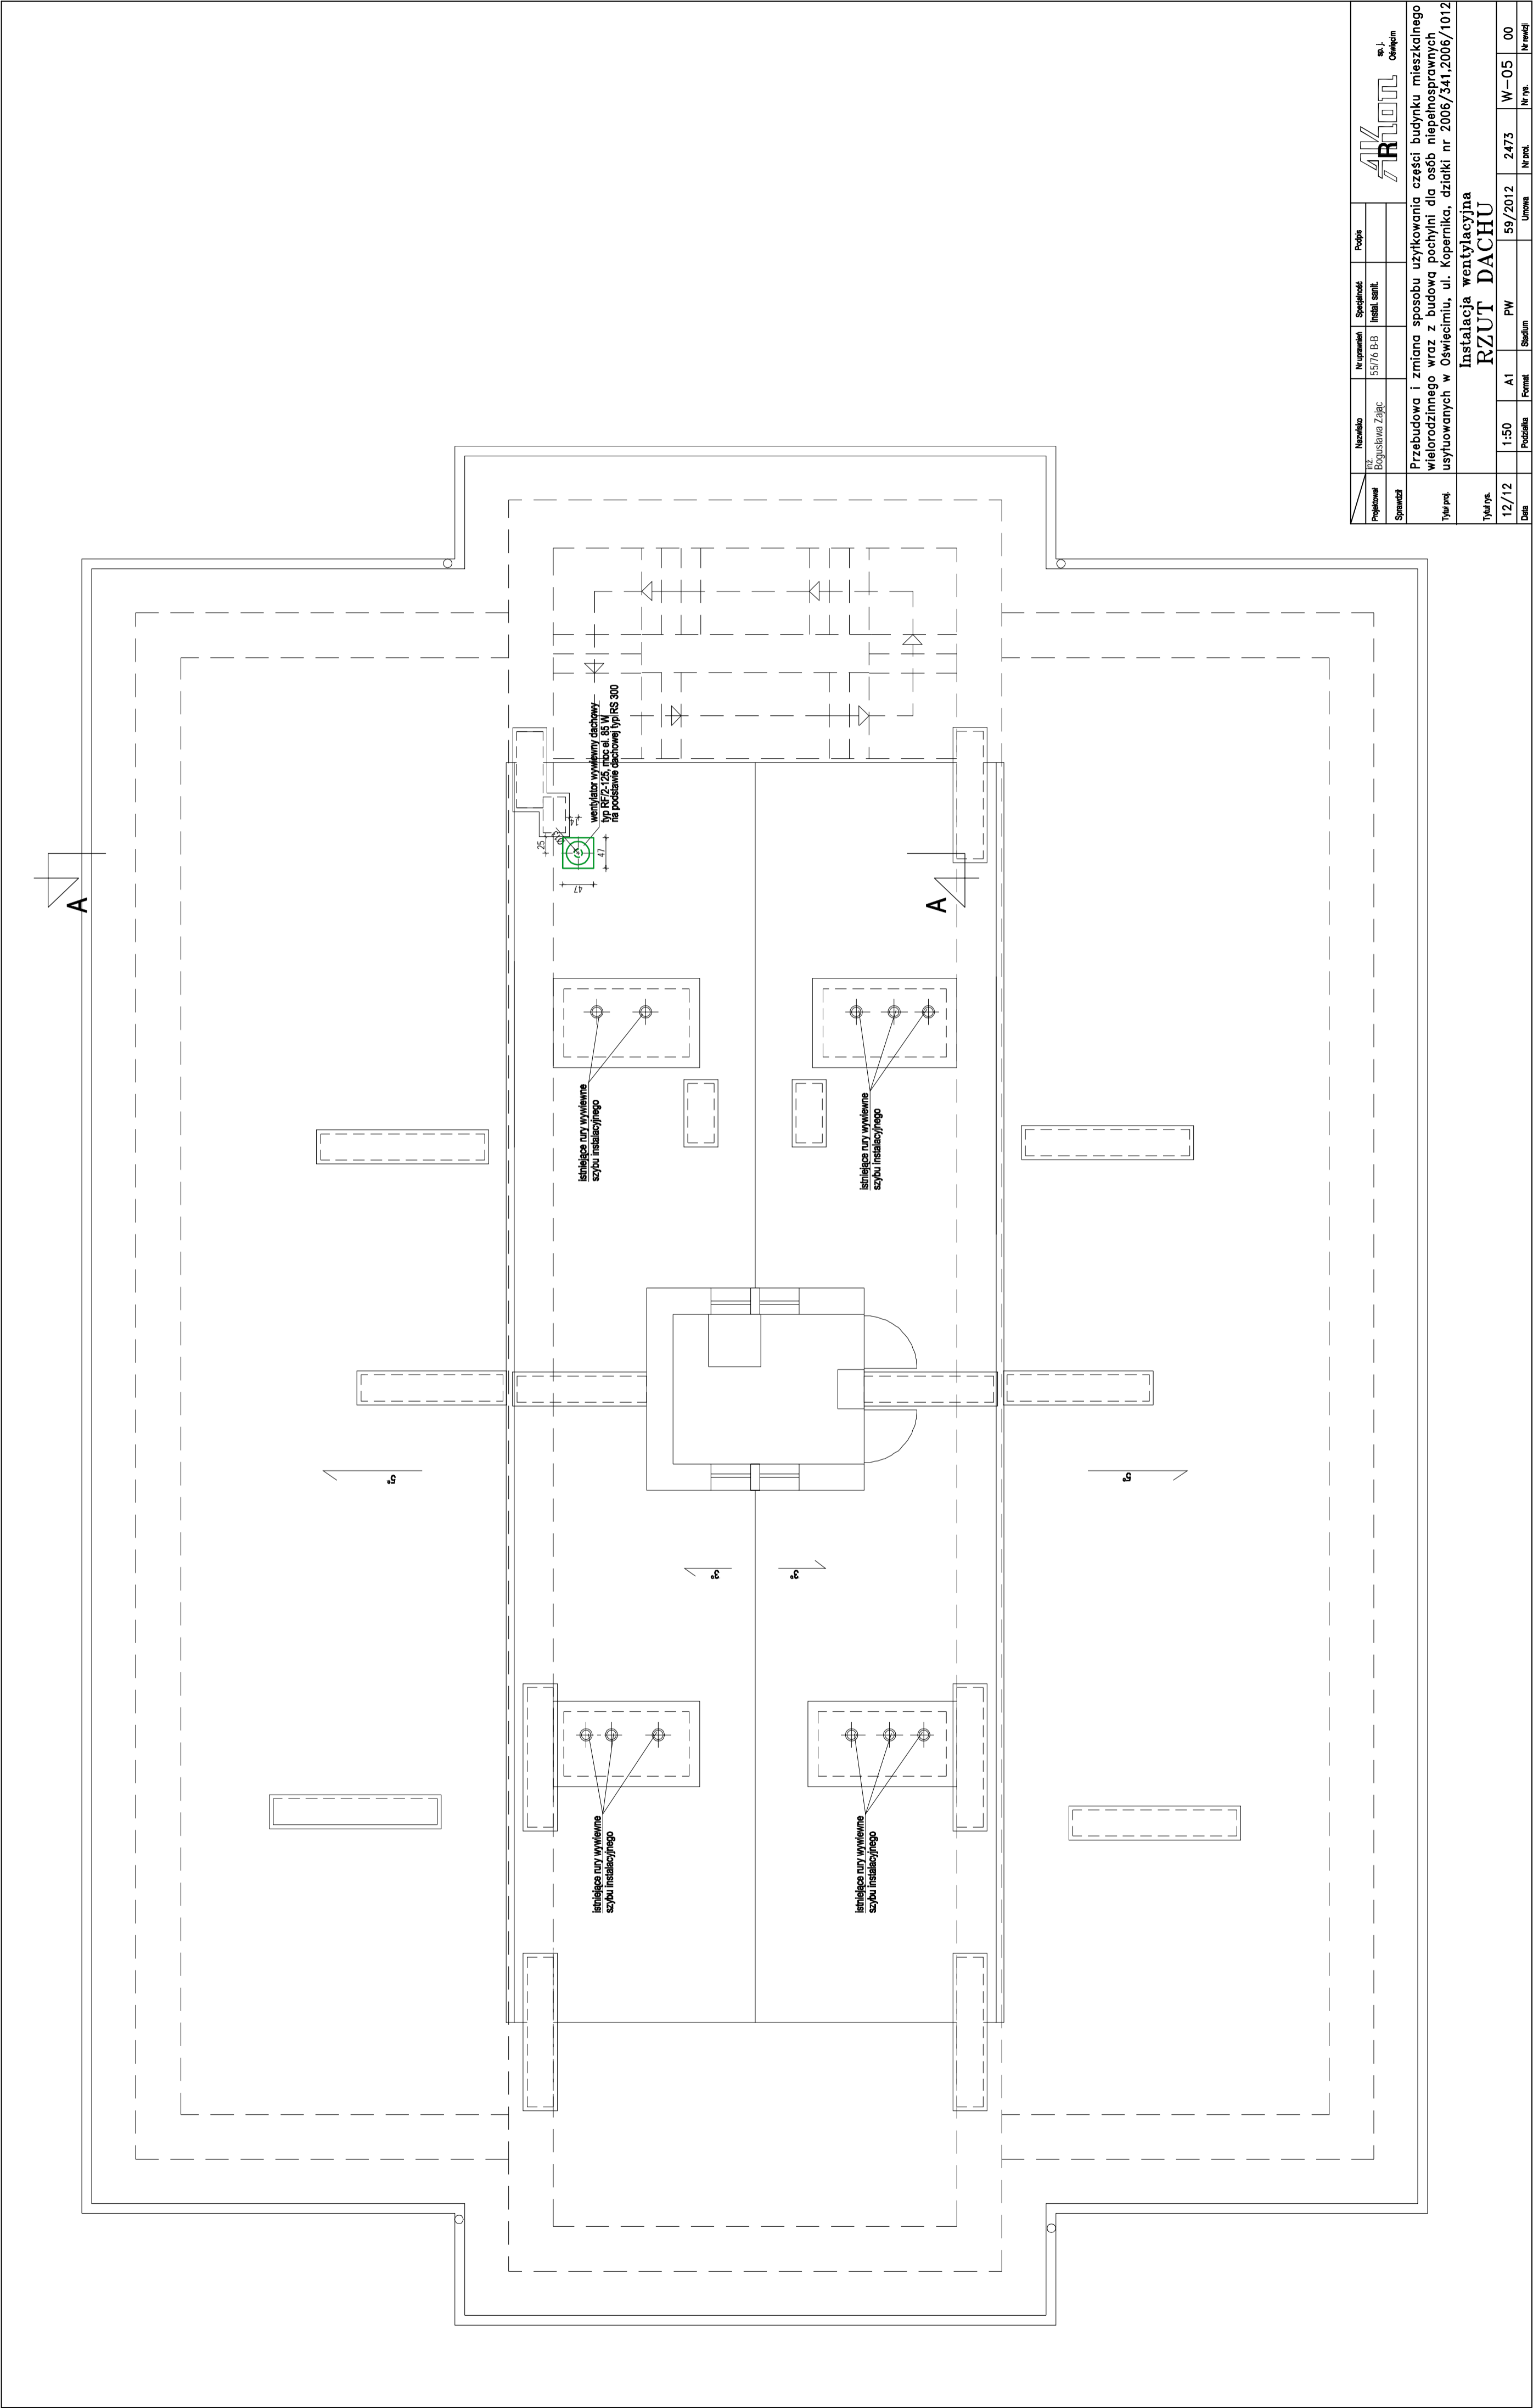 A
A
wentylator wywiewny dachowy
typ RF/2-125, moc el. 85 W
na podstawie dachowej typ RS 300
25
14
47
47
istniejące rury wywiewne
szybu instalacyjnego
istniejące rury wywiewne
szybu instalacyjnego
5°
5°
3°
3°
istniejące rury wywiewne
szybu instalacyjnego
istniejące rury wywiewne
szybu instalacyjnego
Nazwisko Nr uprawnień Specjalność Podpis
Projektował inż. Bogusława Zając 55/76 B-B Instal. sanit.
Sprawdził
ARKON sp. j. Oświęcim
Tytuł proj.
Przebudowa i zmiana sposobu użytkowania części budynku mieszkalnego
wielorodzinnego wraz z budową pochylni dla osób niepełnosprawnych
usytuowanych w Oświęcimiu, ul. Kopernika, działki nr 2006/341,2006/1012
Tytuł rys.
Instalacja wentylacyjna
RZUT DACHU
12/12 1:50 A1 PW 59/2012 2473 W-05 00
Data Podziałka Format Stadium Umowa Nr proj. Nr rys. Nr rewizji